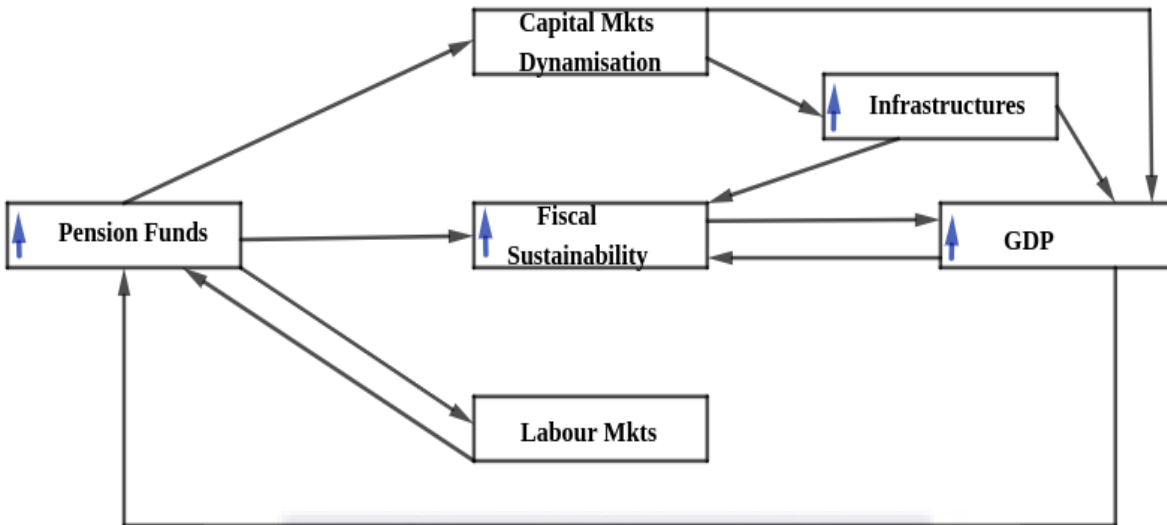 Capital Mkts
Dynamisation
Infrastructures
Pension Funds
Fiscal
Sustainability
GDP
Labour Mkts